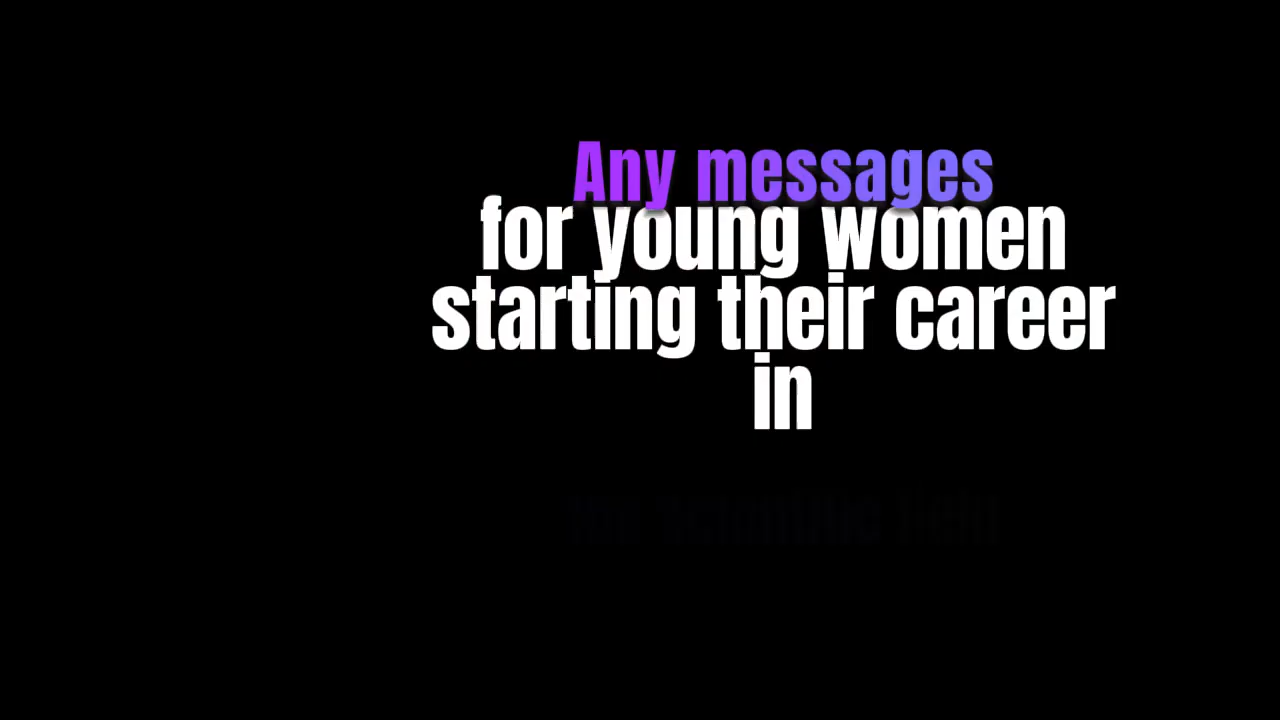 Any messages
for young women
starting their career
in